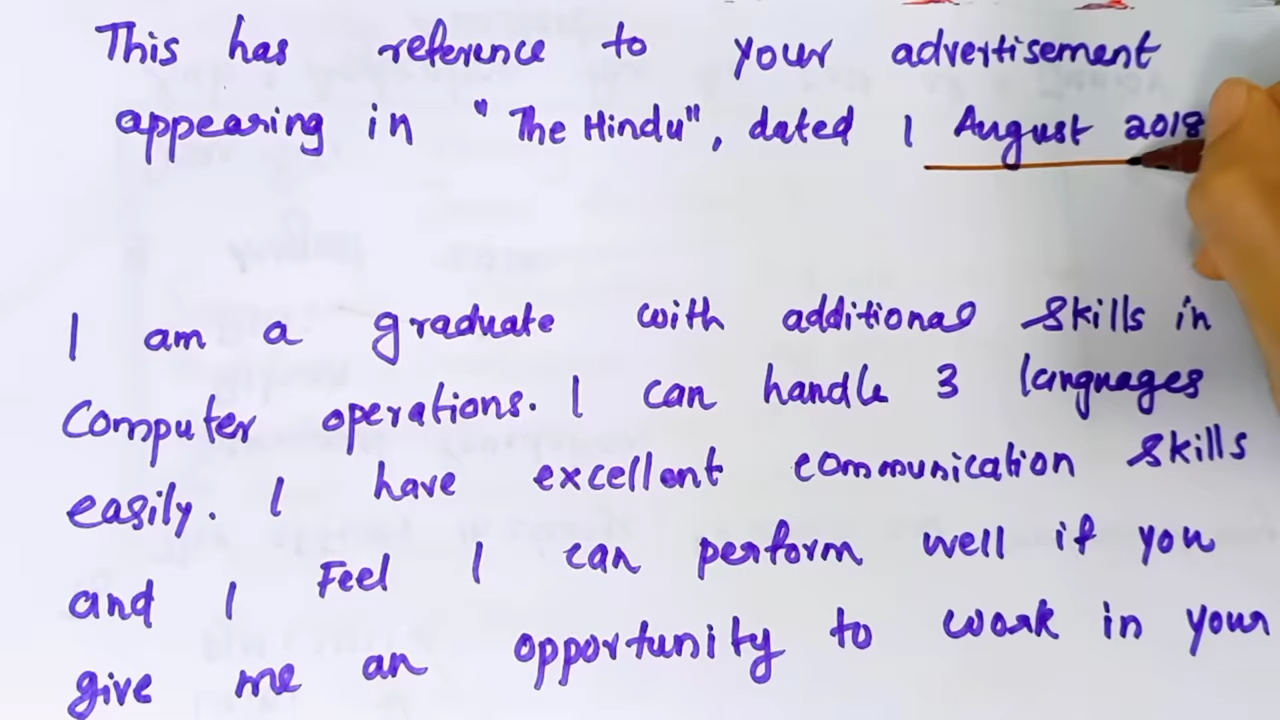 This has reference to your advertisement
appearing in "The Hindu", dated 1 August 2018
I am a graduate with additional skills in
Computer operations. I can handle 3 languages
easily. I have excellent communication skills
and I Feel I can perform well if you
give me an opportunity to work in your